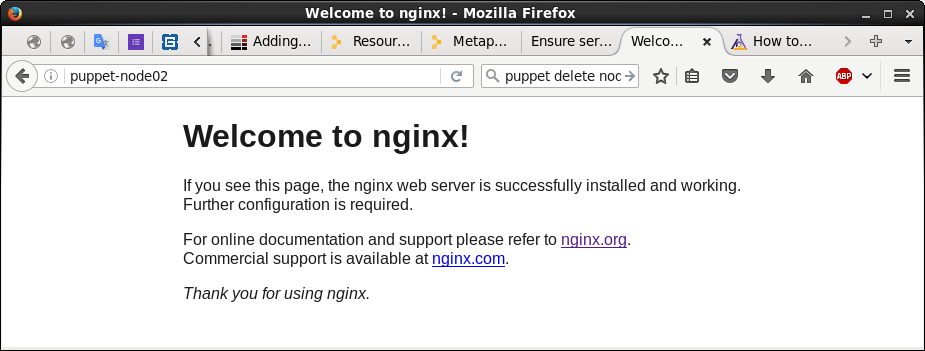 Welcome to nginx! - Mozilla Firefox
Adding...
Resour...
Metap...
Ensure ser...
Welco...
How to...
puppet-node02
puppet delete noc
ABP
Welcome to nginx!
If you see this page, the nginx web server is successfully installed and working.
Further configuration is required.
For online documentation and support please refer to nginx.org.
Commercial support is available at nginx.com.
Thank you for using nginx.